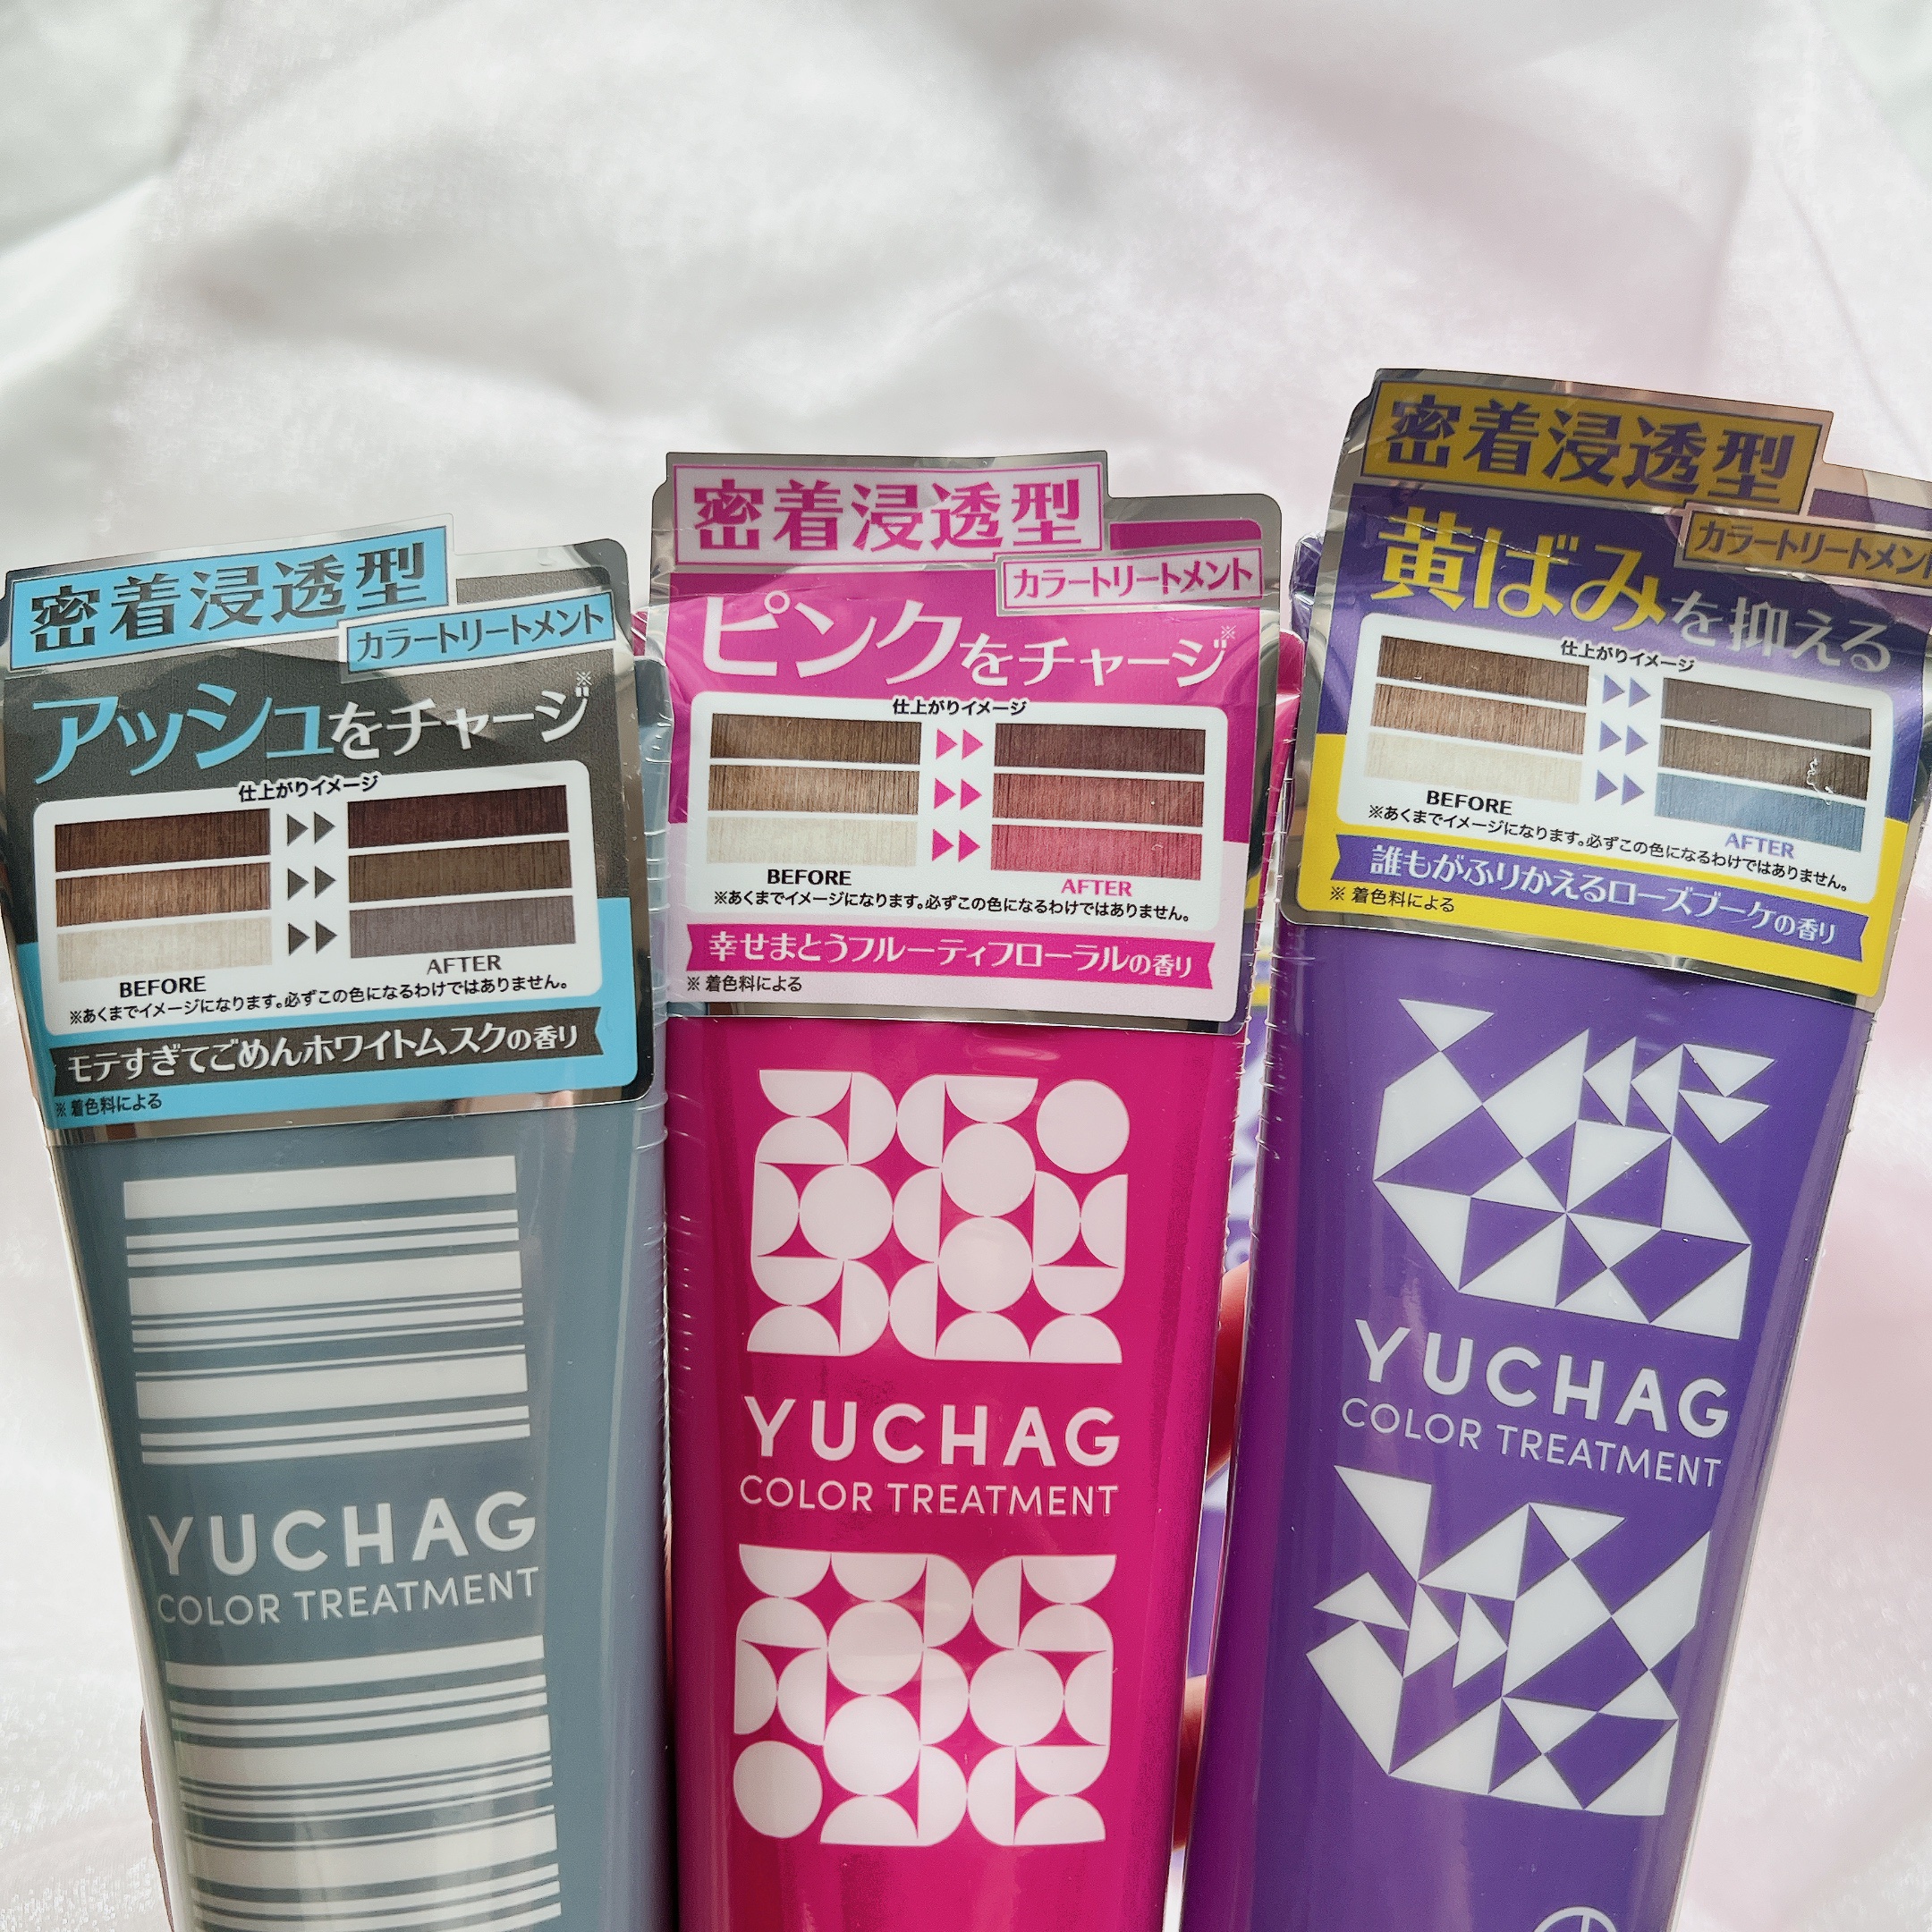 密着浸透型
カラートリートメント
アッシュをチャージ※
仕上がりイメージ
BEFORE
AFTER
※あくまでイメージになります。必ずこの色になるわけではありません。
モテすぎてごめんホワイトムスクの香り
※ 着色料による
YUCHAG
COLOR TREATMENT
密着浸透型
カラートリートメント
ピンクをチャージ※
仕上がりイメージ
BEFORE
AFTER
※あくまでイメージになります。必ずこの色になるわけではありません。
幸せまとうフルーティフローラルの香り
※ 着色料による
YUCHAG
COLOR TREATMENT
密着浸透型
カラートリートメント
黄ばみを抑える
仕上がりイメージ
BEFORE
AFTER
※あくまでイメージになります。必ずこの色になるわけではありません。
誰もがふりかえるローズブーケの香り
※ 着色料による
YUCHAG
COLOR TREATMENT